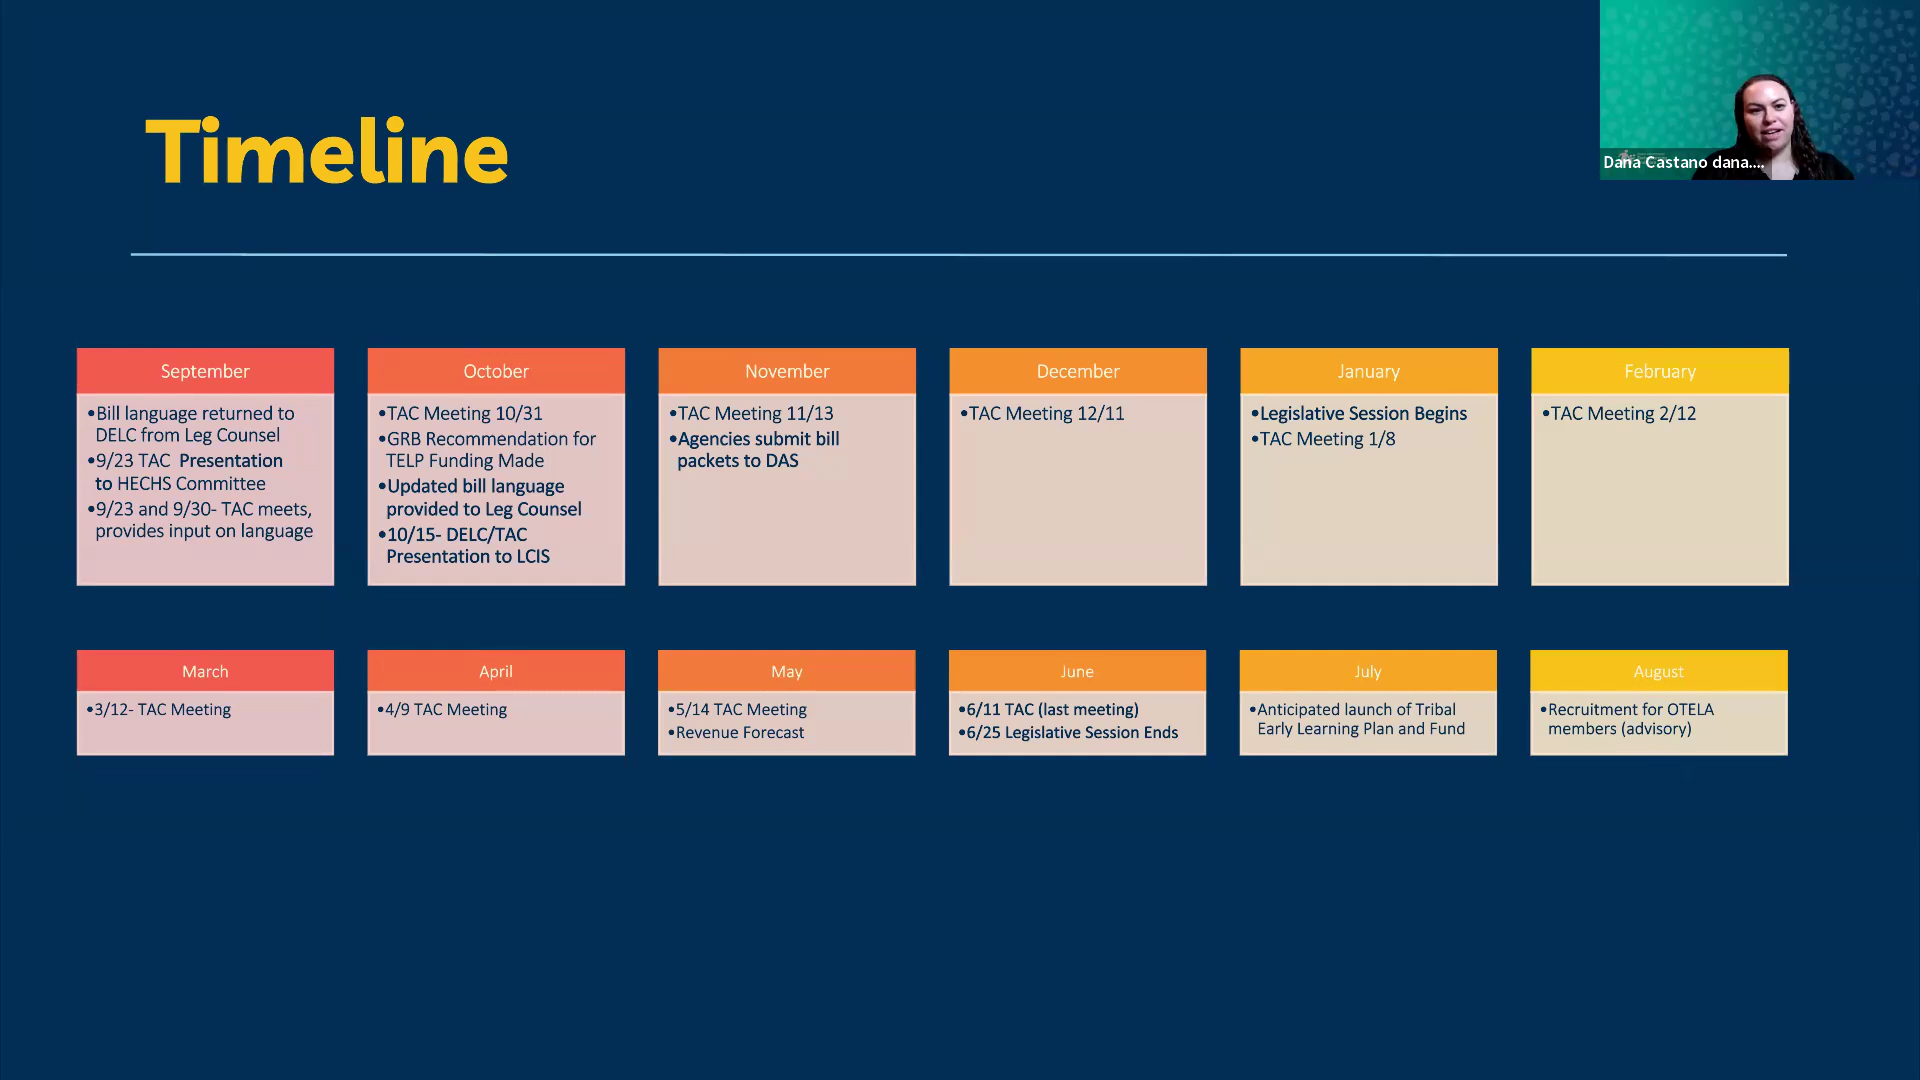 Timeline
Dana Castano dana....
September
•Bill language returned to
DELC from Leg Counsel
•9/23 TAC Presentation
to HECHS Committee
•9/23 and 9/30- TAC meets,
provides input on language
October
•TAC Meeting 10/31
•GRB Recommendation for
TELP Funding Made
•Updated bill language
provided to Leg Counsel
•10/15- DELC/TAC
Presentation to LCIS
November
•TAC Meeting 11/13
•Agencies submit bill
packets to DAS
December
•TAC Meeting 12/11
January
•Legislative Session Begins
•TAC Meeting 1/8
February
•TAC Meeting 2/12
March
•3/12- TAC Meeting
April
•4/9 TAC Meeting
May
•5/14 TAC Meeting
•Revenue Forecast
June
•6/11 TAC (last meeting)
•6/25 Legislative Session Ends
July
•Anticipated launch of Tribal
Early Learning Plan and Fund
August
•Recruitment for OTELA
members (advisory)